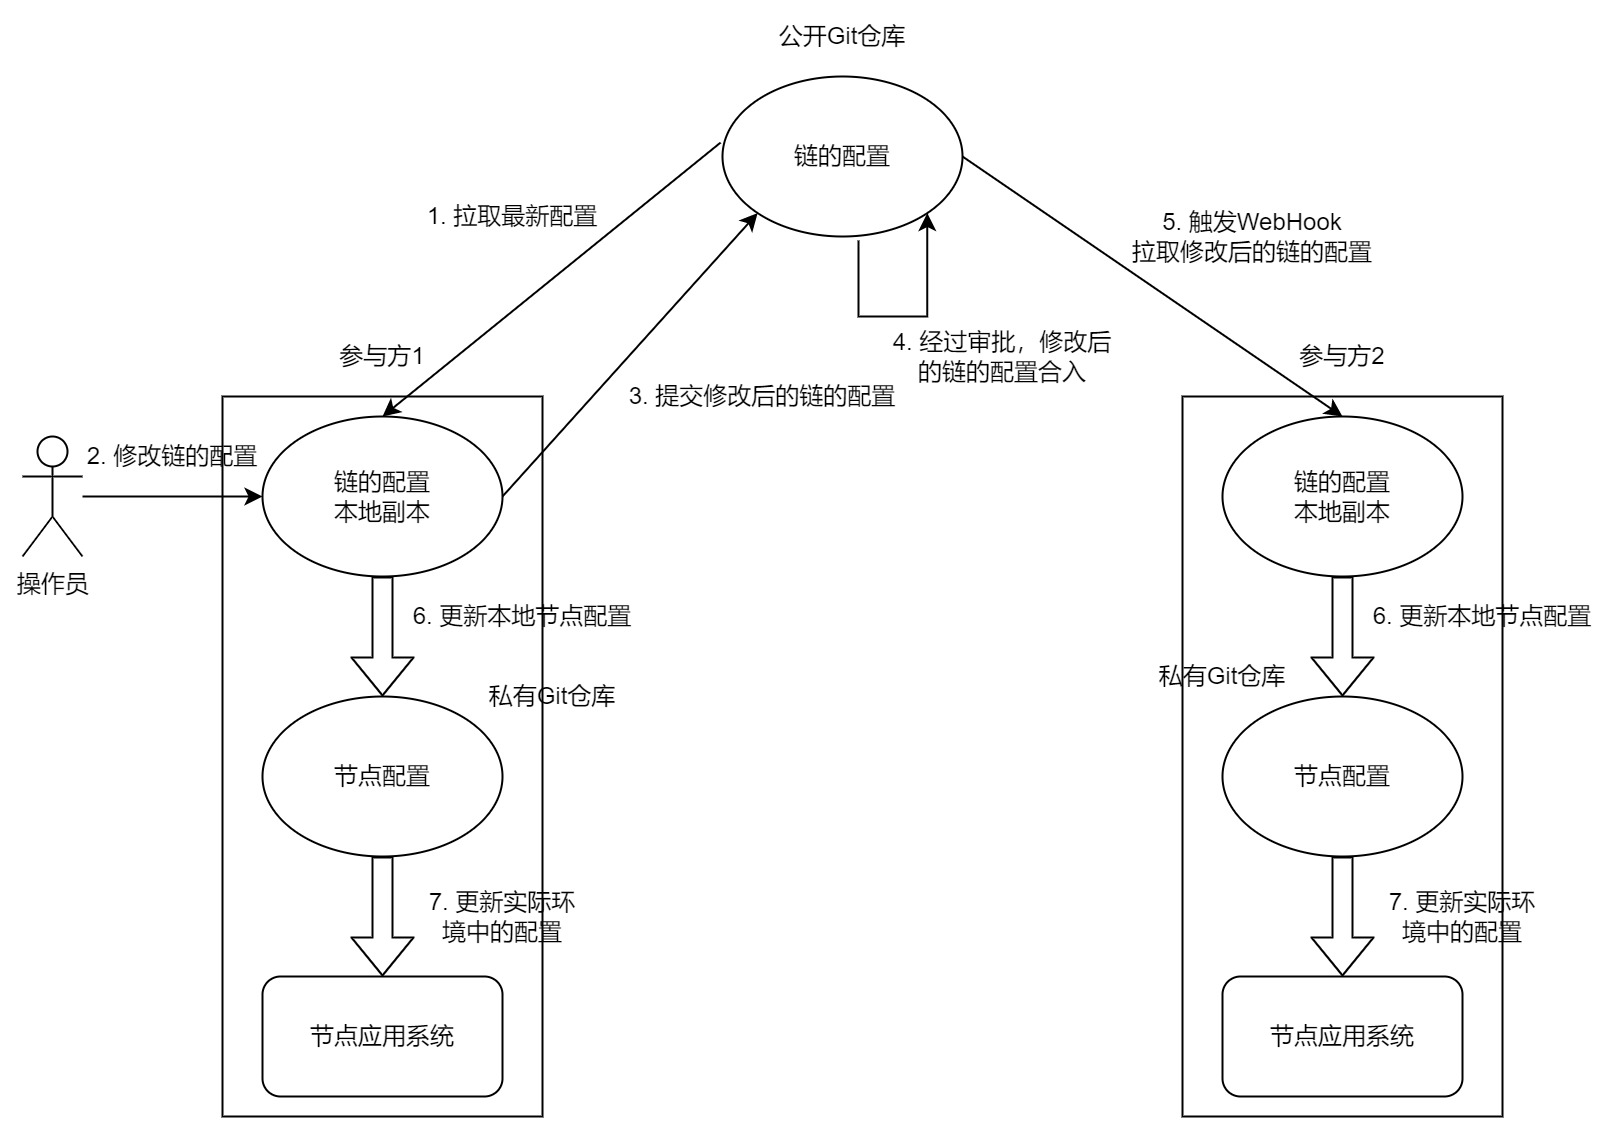 公开Git仓库
链的配置
1. 拉取最新配置
5. 触发WebHook
拉取修改后的链的配置
4. 经过审批，修改后
的链的配置合入
参与方1
参与方2
3. 提交修改后的链的配置
2. 修改链的配置
链的配置
本地副本
链的配置
本地副本
操作员
6. 更新本地节点配置
6. 更新本地节点配置
私有Git仓库
私有Git仓库
节点配置
节点配置
7. 更新实际环
境中的配置
7. 更新实际环
境中的配置
节点应用系统
节点应用系统